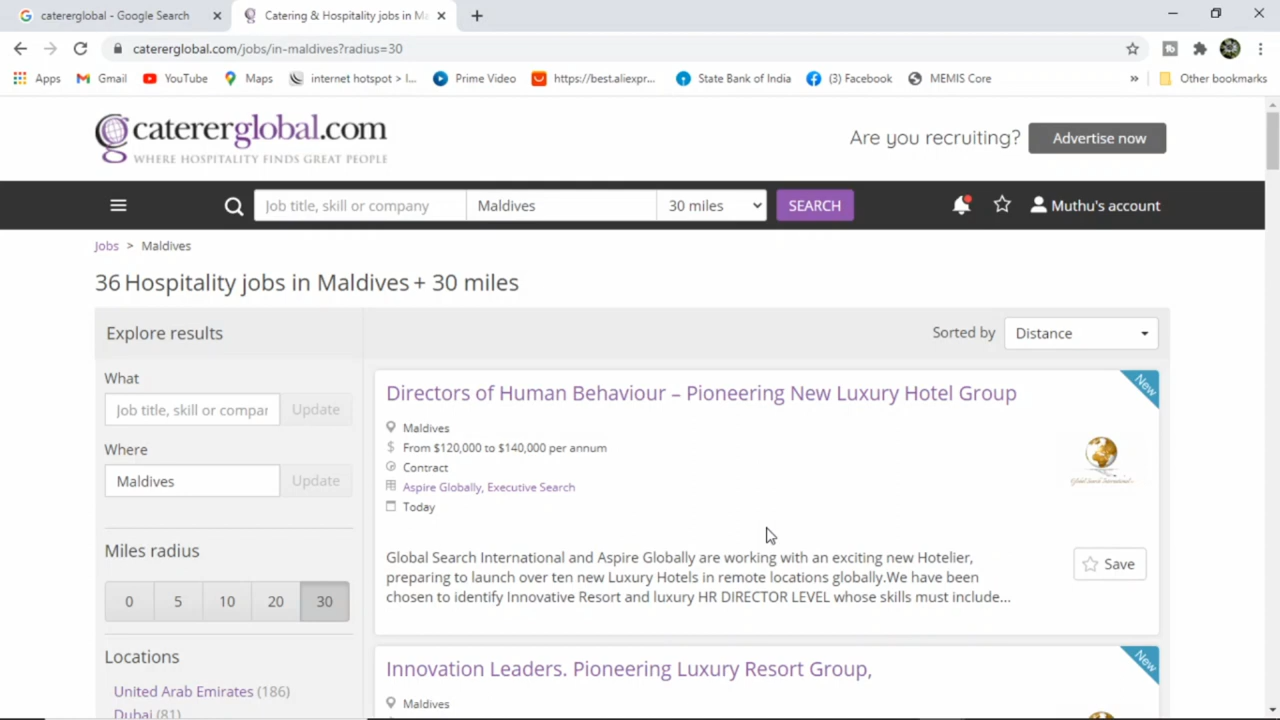 catererglobal - Google Search
Catering & Hospitality jobs in M
catererglobal.com/jobs/in-maldives?radius=30
Apps Gmail YouTube Maps internet hotspot > I... Prime Video https://best.aliexpr... State Bank of India (3) Facebook MEMIS Core » Other bookmarks
catererglobal.com
WHERE HOSPITALITY FINDS GREAT PEOPLE
Are you recruiting? Advertise now
Job title, skill or company Maldives 30 miles SEARCH Muthu's account
Jobs > Maldives
36 Hospitality jobs in Maldives + 30 miles
Explore results
Sorted by Distance
What
Job title, skill or compar Update
Where
Maldives Update
Miles radius
0 5 10 20 30
Locations
United Arab Emirates (186)
Dubai (81)
Directors of Human Behaviour – Pioneering New Luxury Hotel Group
New
Maldives
From $120,000 to $140,000 per annum
Contract
Aspire Globally, Executive Search
Today
Global Search International
Global Search International and Aspire Globally are working with an exciting new Hotelier,
preparing to launch over ten new Luxury Hotels in remote locations globally.We have been
chosen to identify Innovative Resort and luxury HR DIRECTOR LEVEL whose skills must include...
Save
Innovation Leaders. Pioneering Luxury Resort Group,
New
Maldives